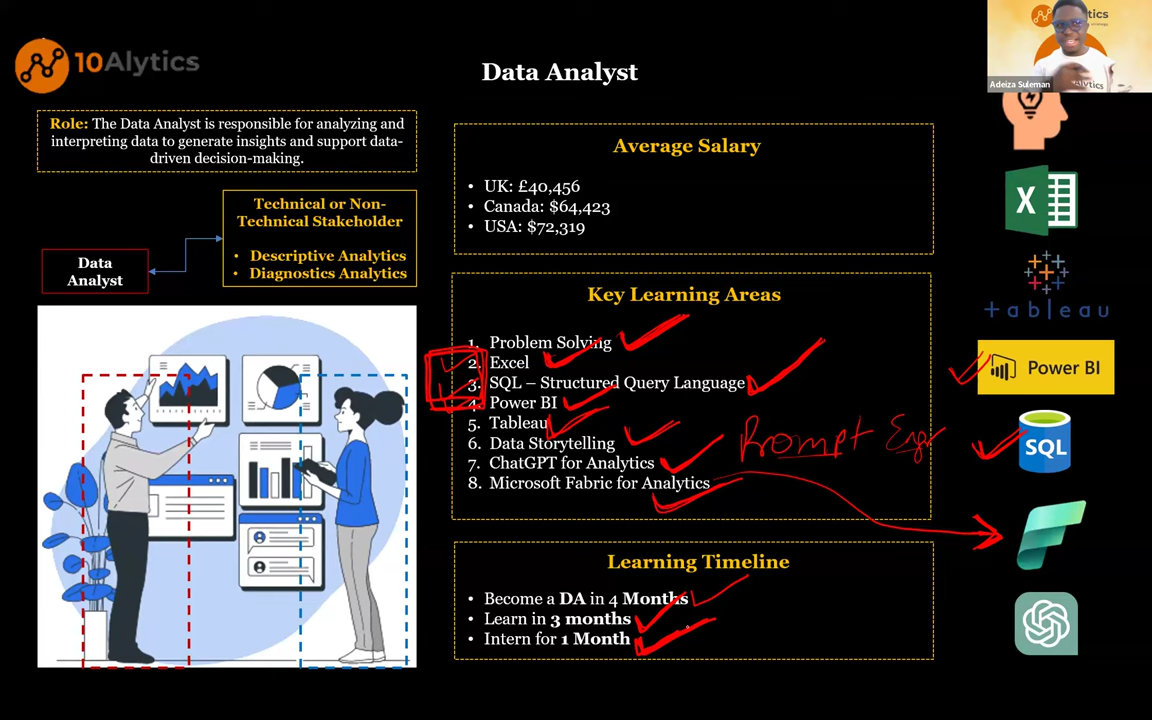 10Alytics
Data Analyst
Adeiza Suleman
Role: The Data Analyst is responsible for analyzing and
interpreting data to generate insights and support data-
driven decision-making.
Technical or Non-
Technical Stakeholder
• Descriptive Analytics
• Diagnostics Analytics
Data
Analyst
Average Salary
• UK: £40,456
• Canada: $64,423
• USA: $72,319
Key Learning Areas
1. Problem Solving
2. Excel
3. SQL – Structured Query Language
4. Power BI
5. Tableau
6. Data Storytelling
7. ChatGPT for Analytics
8. Microsoft Fabric for Analytics
Prompt Engr
Learning Timeline
• Become a DA in 4 Months
• Learn in 3 months
• Intern for 1 Month
X
+ableau
Power BI
SQL